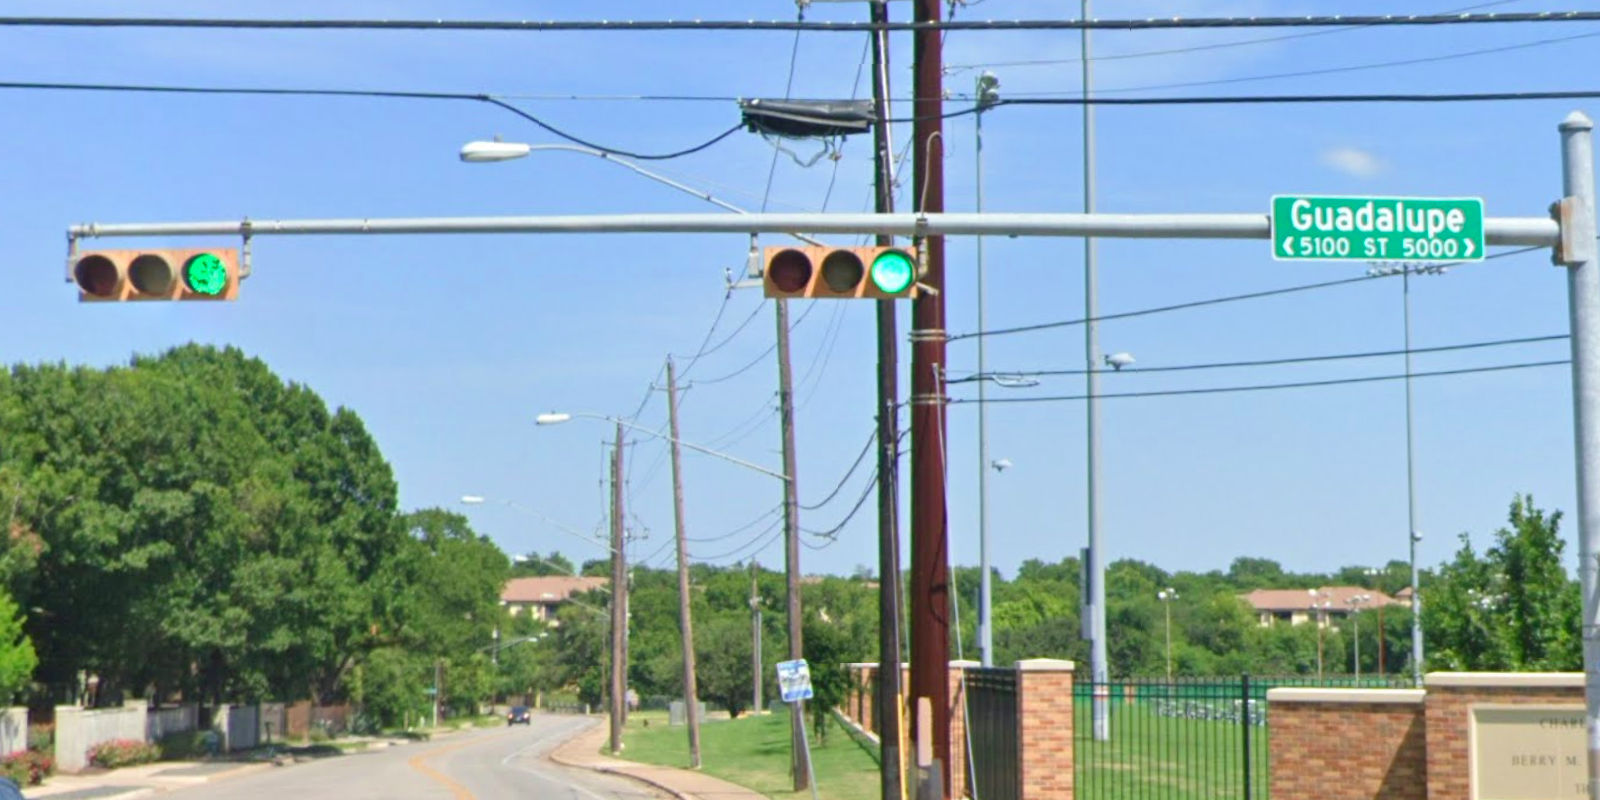 Guadalupe
< 5100 ST 5000 >
CHARL
BERRY M.